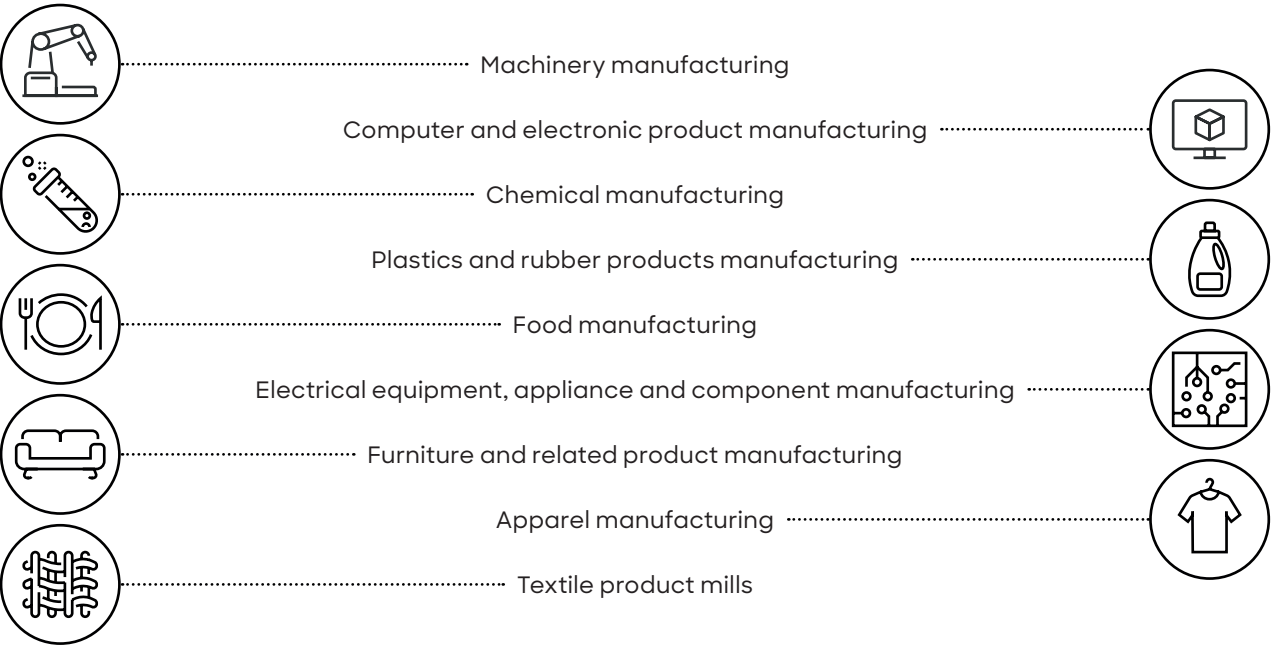 Machinery manufacturing
Computer and electronic product manufacturing
Chemical manufacturing
Plastics and rubber products manufacturing
Food manufacturing
Electrical equipment, appliance and component manufacturing
Furniture and related product manufacturing
Apparel manufacturing
Textile product mills